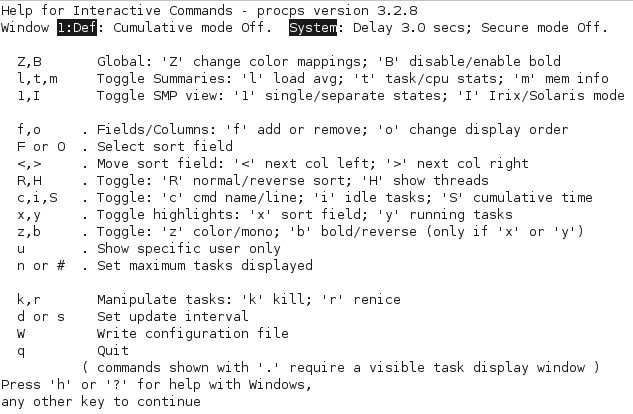 Help for Interactive Commands - procps version 3.2.8
Window 1:Def: Cumulative mode Off.  System: Delay 3.0 secs; Secure mode Off.
  Z,B       Global: 'Z' change color mappings; 'B' disable/enable bold
  l,t,m     Toggle Summaries: 'l' load avg; 't' task/cpu stats; 'm' mem info
  1,I       Toggle SMP view: '1' single/separate states; 'I' Irix/Solaris mode
  f,o     . Fields/Columns: 'f' add or remove; 'o' change display order
  F or O  . Select sort field
  <,>     . Move sort field: '<' next col left; '>' next col right
  R,H     . Toggle: 'R' normal/reverse sort; 'H' show threads
  c,i,S   . Toggle: 'c' cmd name/line; 'i' idle tasks; 'S' cumulative time
  x,y     . Toggle highlights: 'x' sort field; 'y' running tasks
  z,b     . Toggle: 'z' color/mono; 'b' bold/reverse (only if 'x' or 'y')
  u       . Show specific user only
  n or #  . Set maximum tasks displayed
  k,r       Manipulate tasks: 'k' kill; 'r' renice
  d or s    Set update interval
  W         Write configuration file
  q         Quit
          ( commands shown with '.' require a visible task display window )
Press 'h' or '?' for help with Windows,
any other key to continue